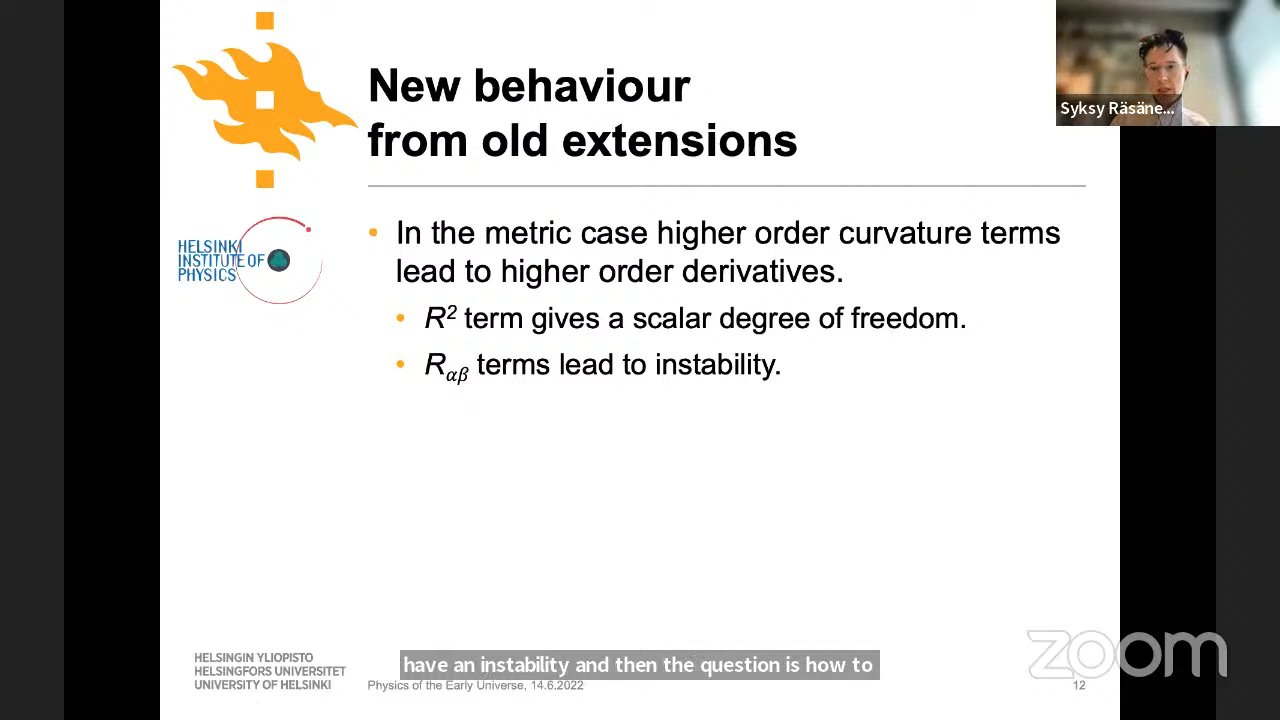 Syksy Räsäne...
New behaviour
from old extensions
HELSINKI
INSTITUTE OF
PHYSICS
• In the metric case higher order curvature terms
lead to higher order derivatives.
• R² term gives a scalar degree of freedom.
• Rαβ terms lead to instability.
HELSINGIN YLIOPISTO
HELSINGFORS UNIVERSITET
UNIVERSITY OF HELSINKI
have an instability and then the question is how to
Physics of the Early Universe, 14.6.2022
12
zoom